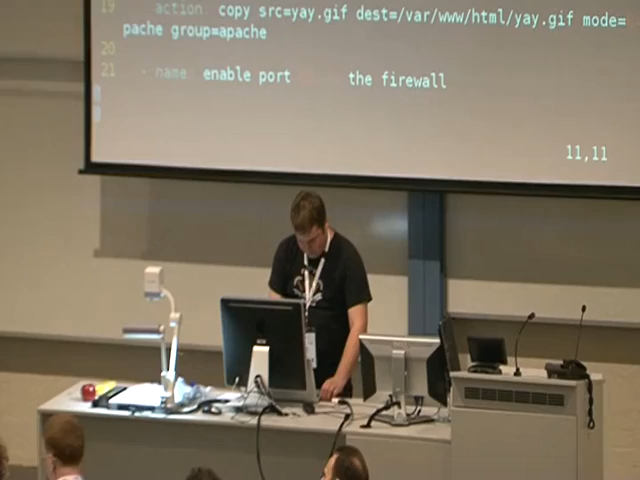 19 action: copy src=yay.gif dest=/var/www/html/yay.gif mode=
pache group=apache
20
21 - name: enable port the firewall
11,11